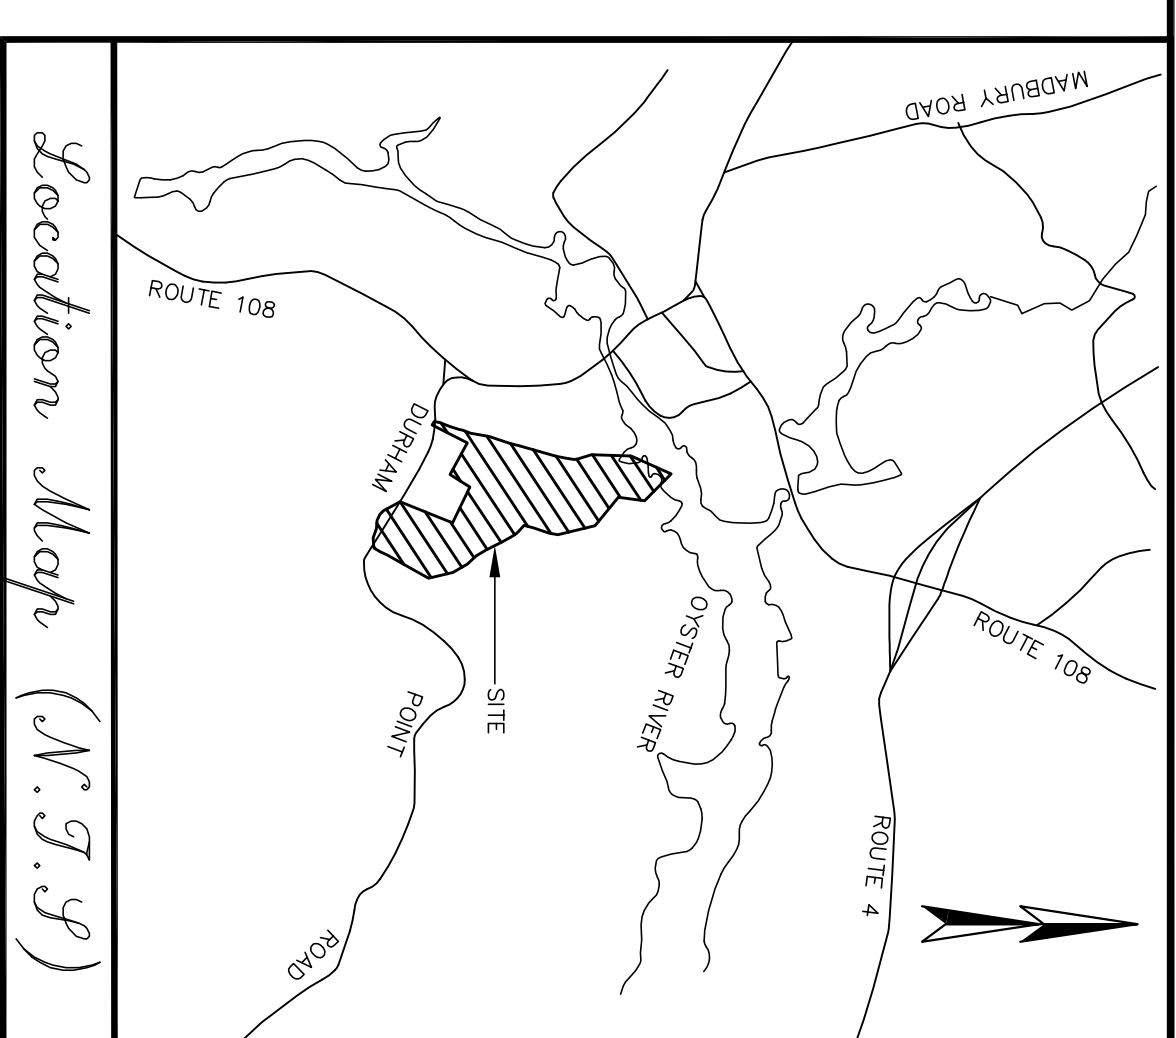 MADBURY ROAD
ROUTE 108
DURHAM
POINT
ROAD
SITE
OYSTER RIVER
ROUTE 108
ROUTE 4
Location Map (N.T.S)